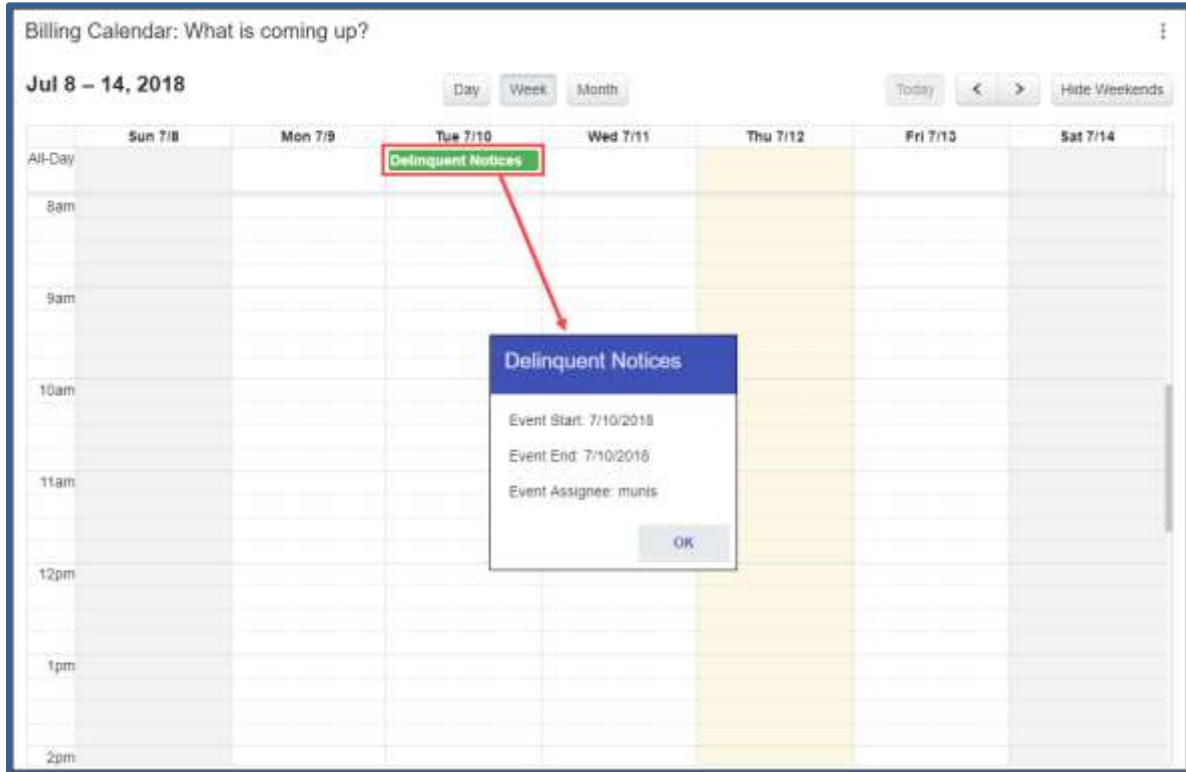 Billing Calendar: What is coming up?
Jul 8 – 14, 2018
Day Week Month
Today < > Hide Weekends
Sun 7/8 Mon 7/9 Tue 7/10 Wed 7/11 Thu 7/12 Fri 7/13 Sat 7/14
All-Day Delinquent Notices
8am
9am
Delinquent Notices
10am
Event Start: 7/10/2018
Event End: 7/10/2018
11am
Event Assignee: munis
OK
12pm
1pm
2pm